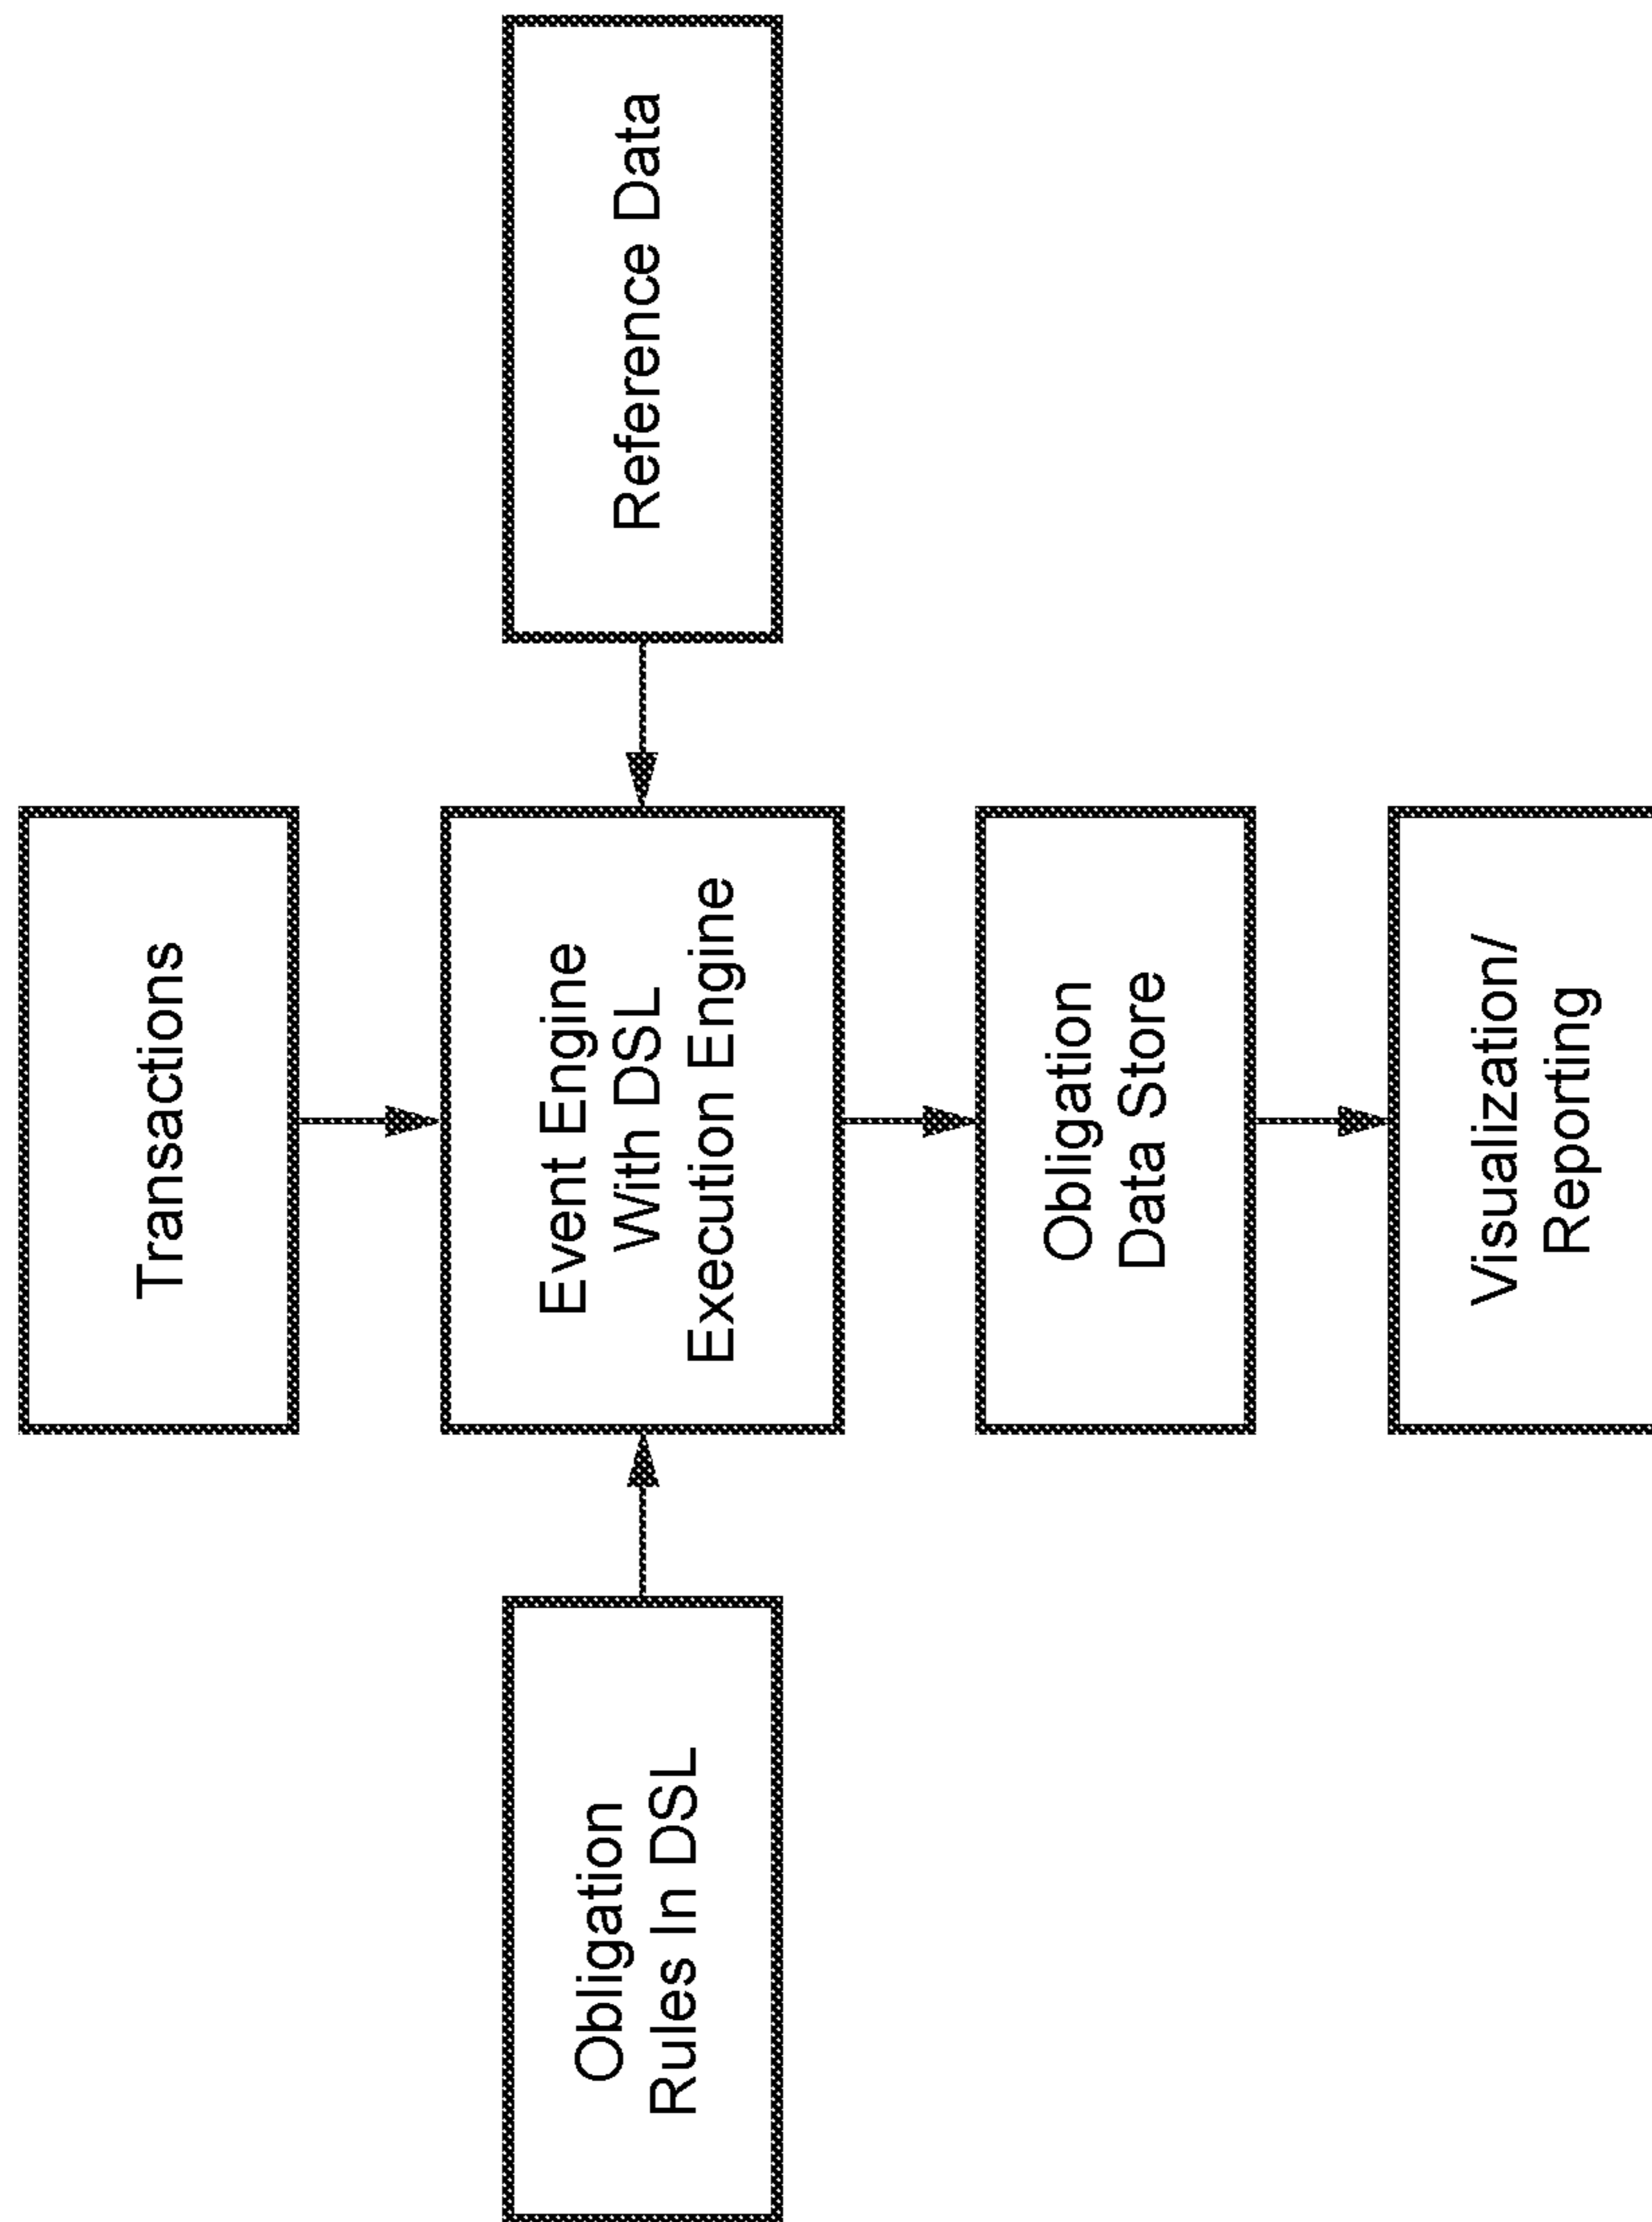 Transactions
Obligation
Rules In DSL
Event Engine
With DSL
Execution Engine
Reference Data
Obligation
Data Store
Visualization/
Reporting